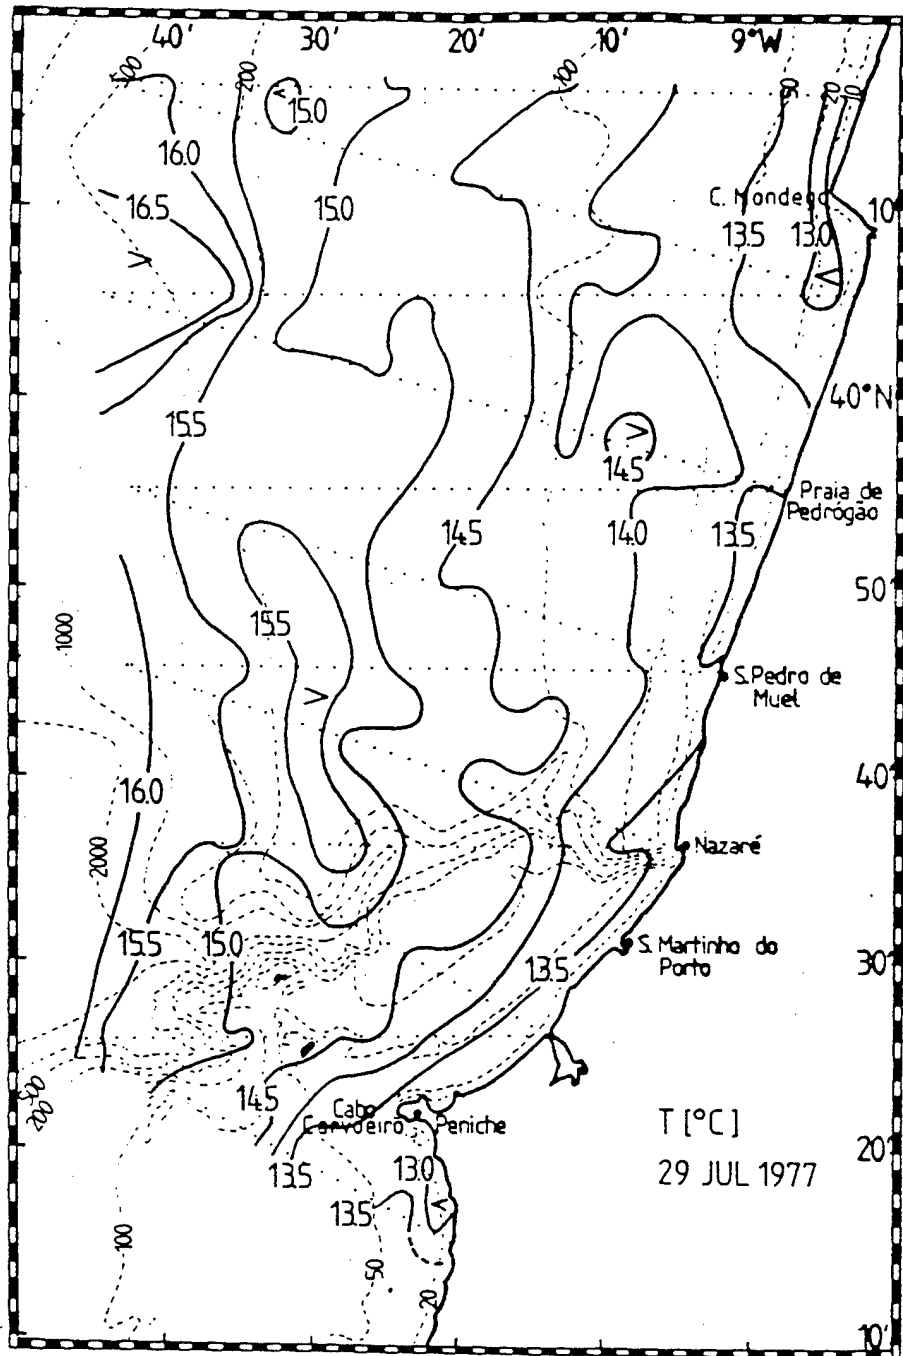 40' 30' 20' 10' 9°W
500 200 100 50 20 10
15.0
16.0
16.5 15.0 C. Mondego 10'
13.5 13.0
40°N
15.5
14.5
Praia de
Pedrógão
14.5 14.0 13.5
50'
15.5
1000
S. Pedro de
Muel
40'
16.0
2000
Nazaré
15.5 15.0
S. Martinho do
Porto
13.5
30'
500
200
14.5
Cabo
Carvoeiro Peniche
T [°C]
20'
13.5 13.0
29 JUL 1977
13.5
100
50
20
10'